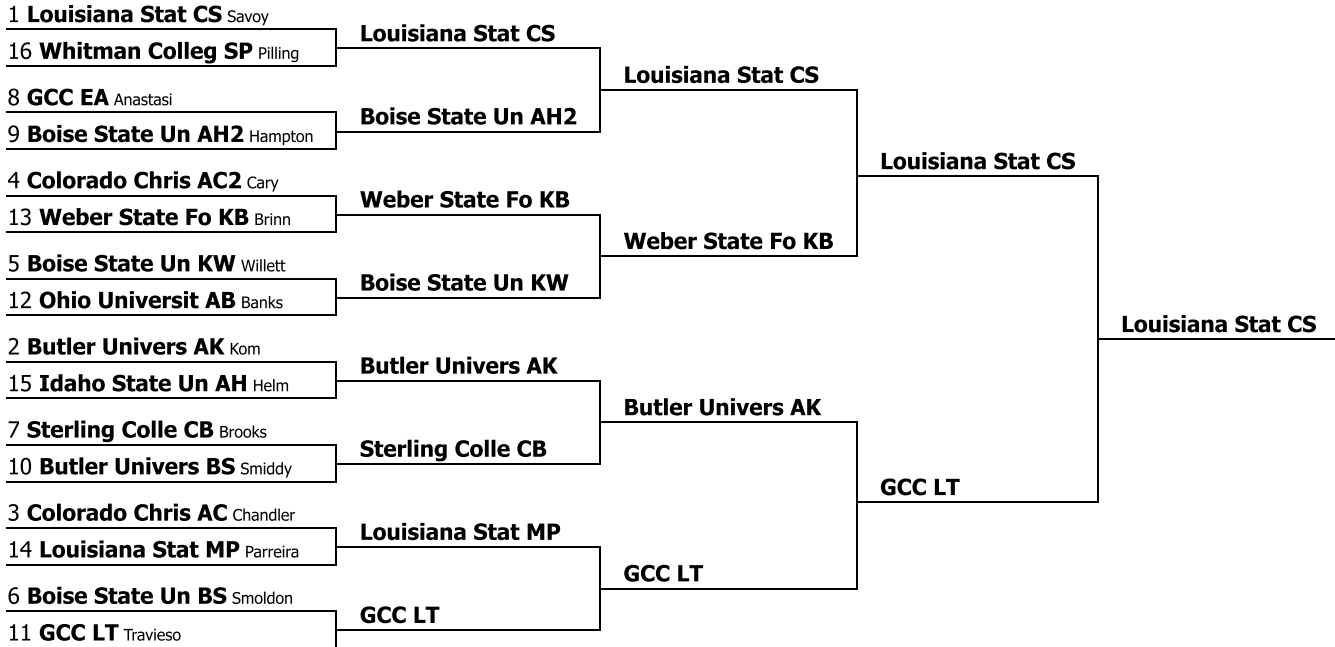 1 Louisiana Stat CS Savoy
16 Whitman Colleg SP Pilling
8 GCC EA Anastasi
9 Boise State Un AH2 Hampton
4 Colorado Chris AC2 Cary
13 Weber State Fo KB Brinn
5 Boise State Un KW Willett
12 Ohio Universit AB Banks
2 Butler Univers AK Kom
15 Idaho State Un AH Helm
7 Sterling Colle CB Brooks
10 Butler Univers BS Smiddy
3 Colorado Chris AC Chandler
14 Louisiana Stat MP Parreira
6 Boise State Un BS Smoldon
11 GCC LT Travieso
Louisiana Stat CS
Boise State Un AH2
Weber State Fo KB
Boise State Un KW
Butler Univers AK
Sterling Colle CB
Louisiana Stat MP
GCC LT
Louisiana Stat CS
Weber State Fo KB
Butler Univers AK
GCC LT
Louisiana Stat CS
GCC LT
Louisiana Stat CS